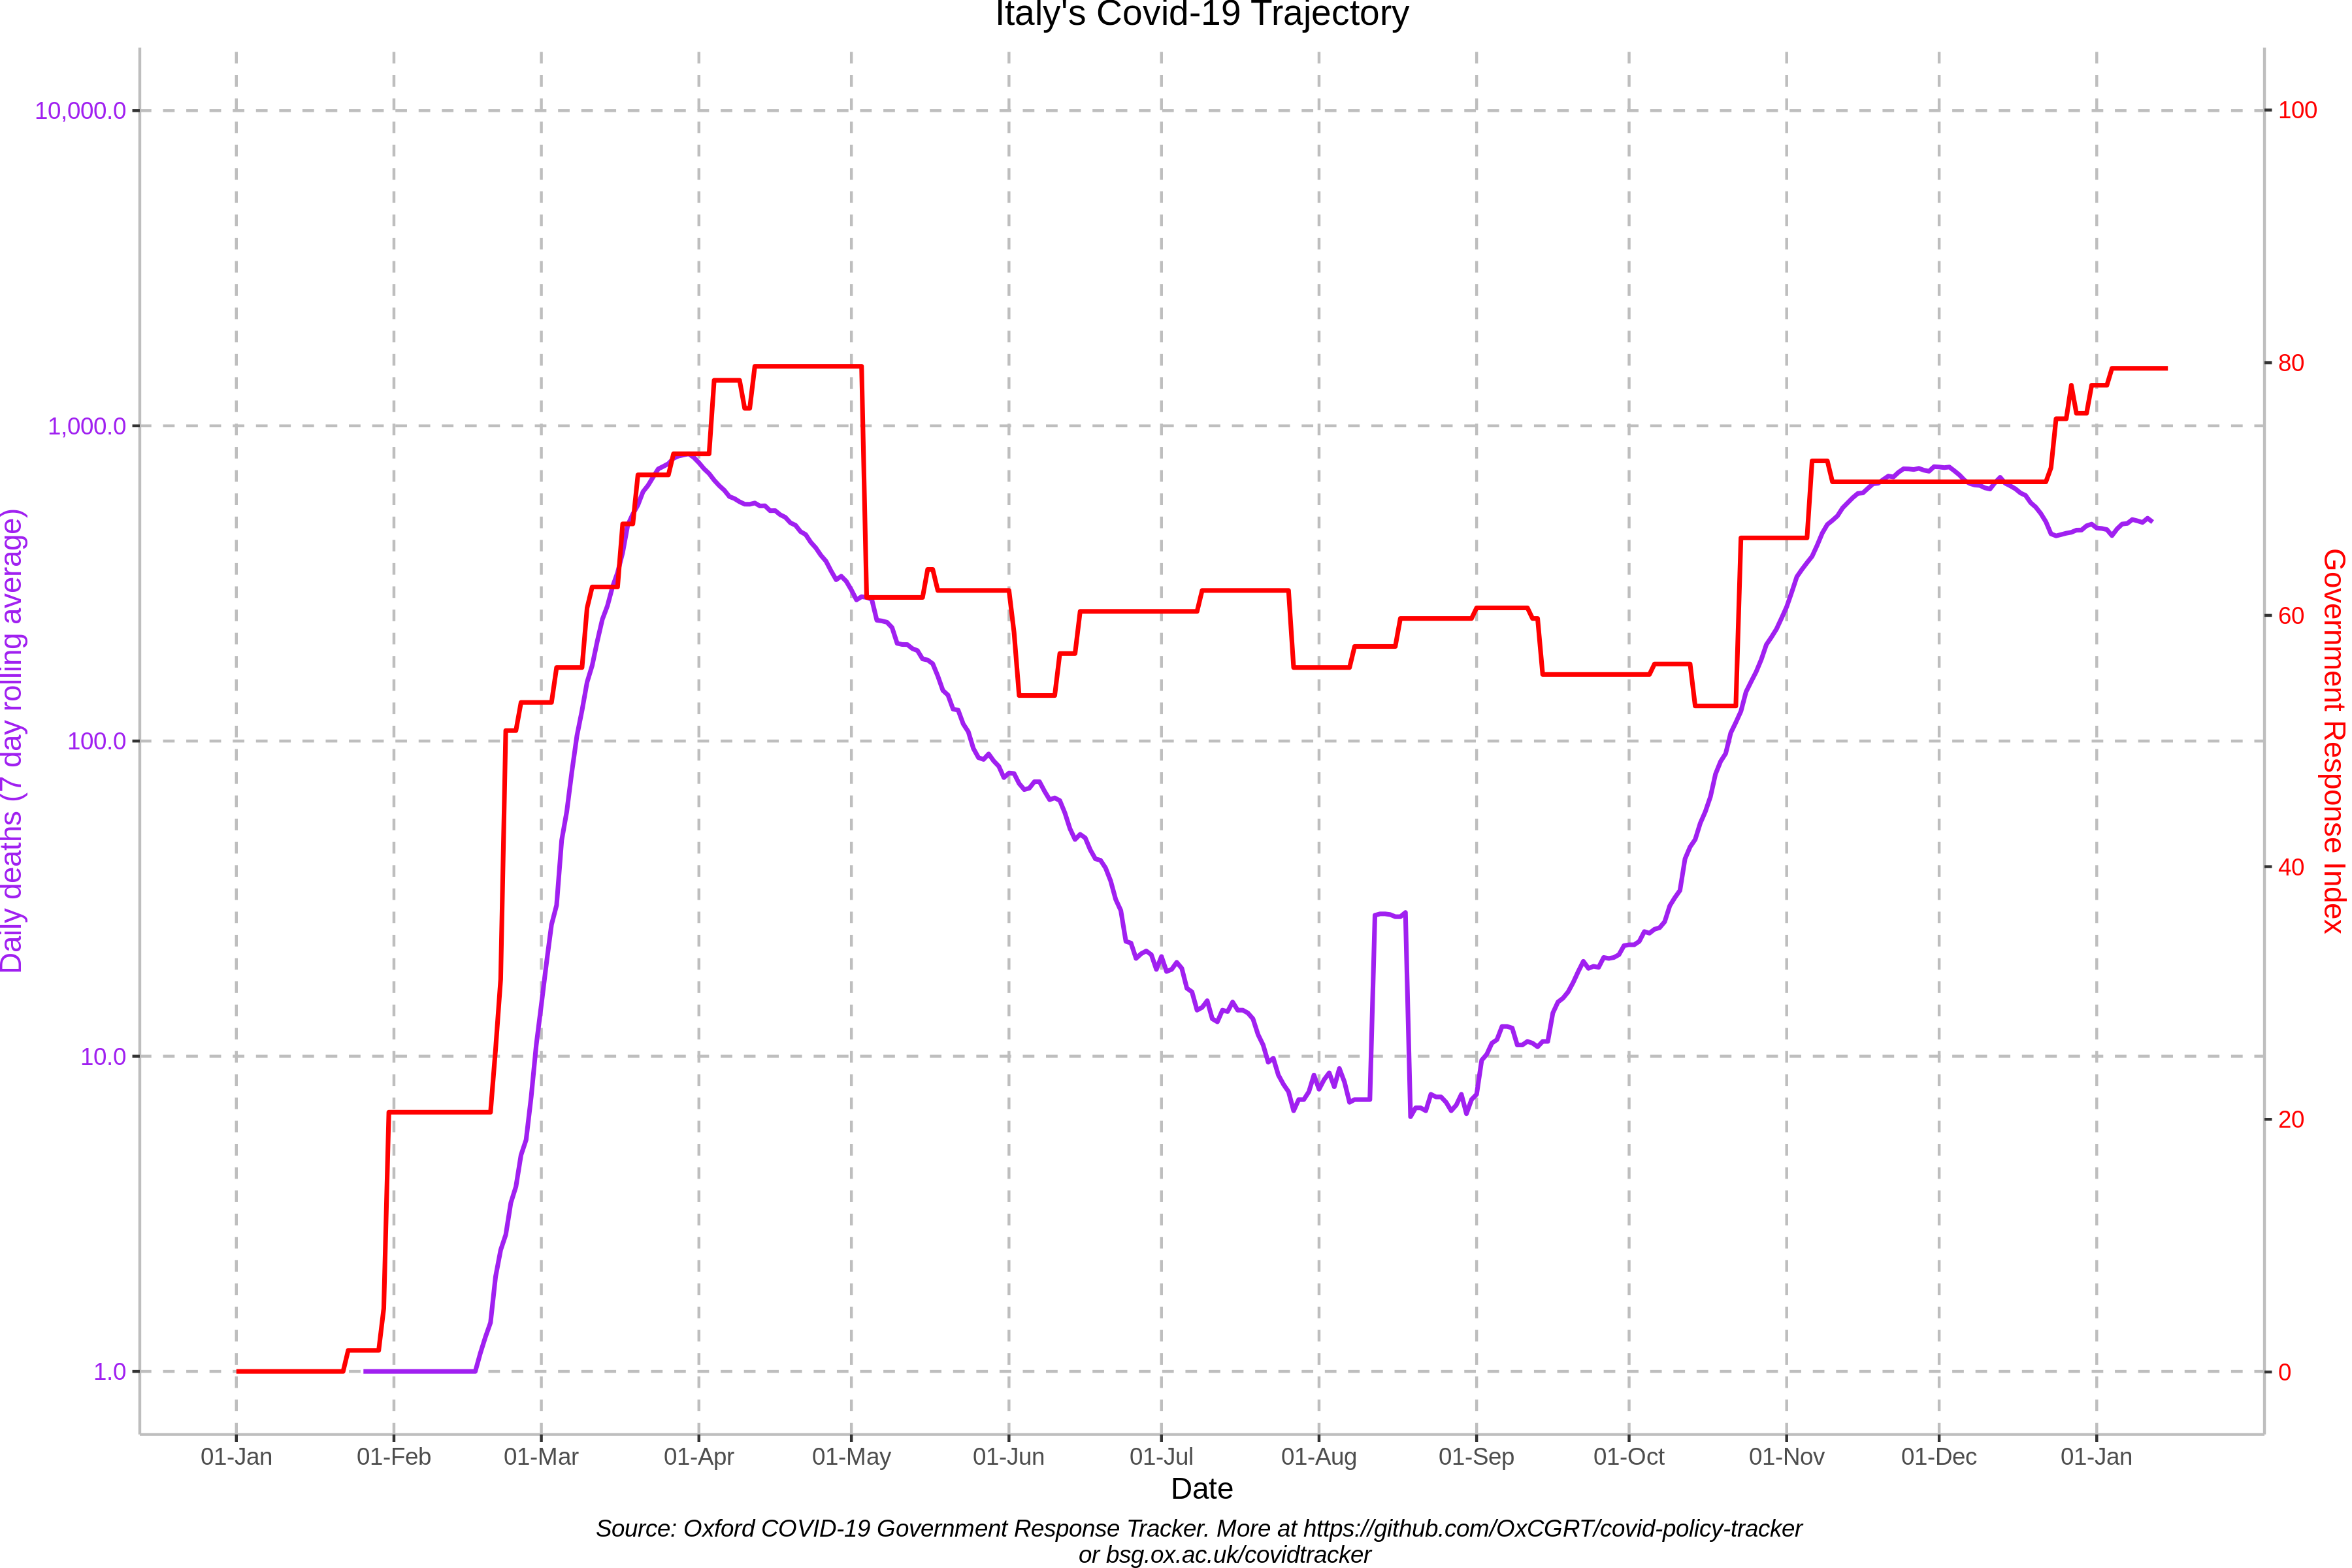 Italy's Covid-19 Trajectory
10,000.0
1,000.0
100.0
10.0
1.0
Daily deaths (7 day rolling average)
100
80
60
40
20
0
Government Response Index
01-Jan
01-Feb
01-Mar
01-Apr
01-May
01-Jun
01-Jul
01-Aug
01-Sep
01-Oct
01-Nov
01-Dec
01-Jan
Date
Source: Oxford COVID-19 Government Response Tracker. More at https://github.com/OxCGRT/covid-policy-tracker
or bsg.ox.ac.uk/covidtracker